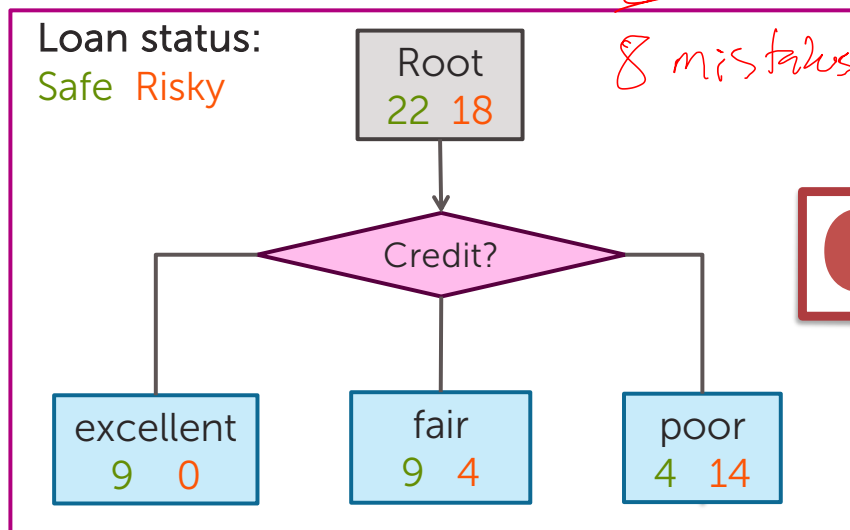 Loan status:
Safe Risky
8 mistakes
Root
22 18
Credit?
excellent
9 0
fair
9 4
poor
4 14